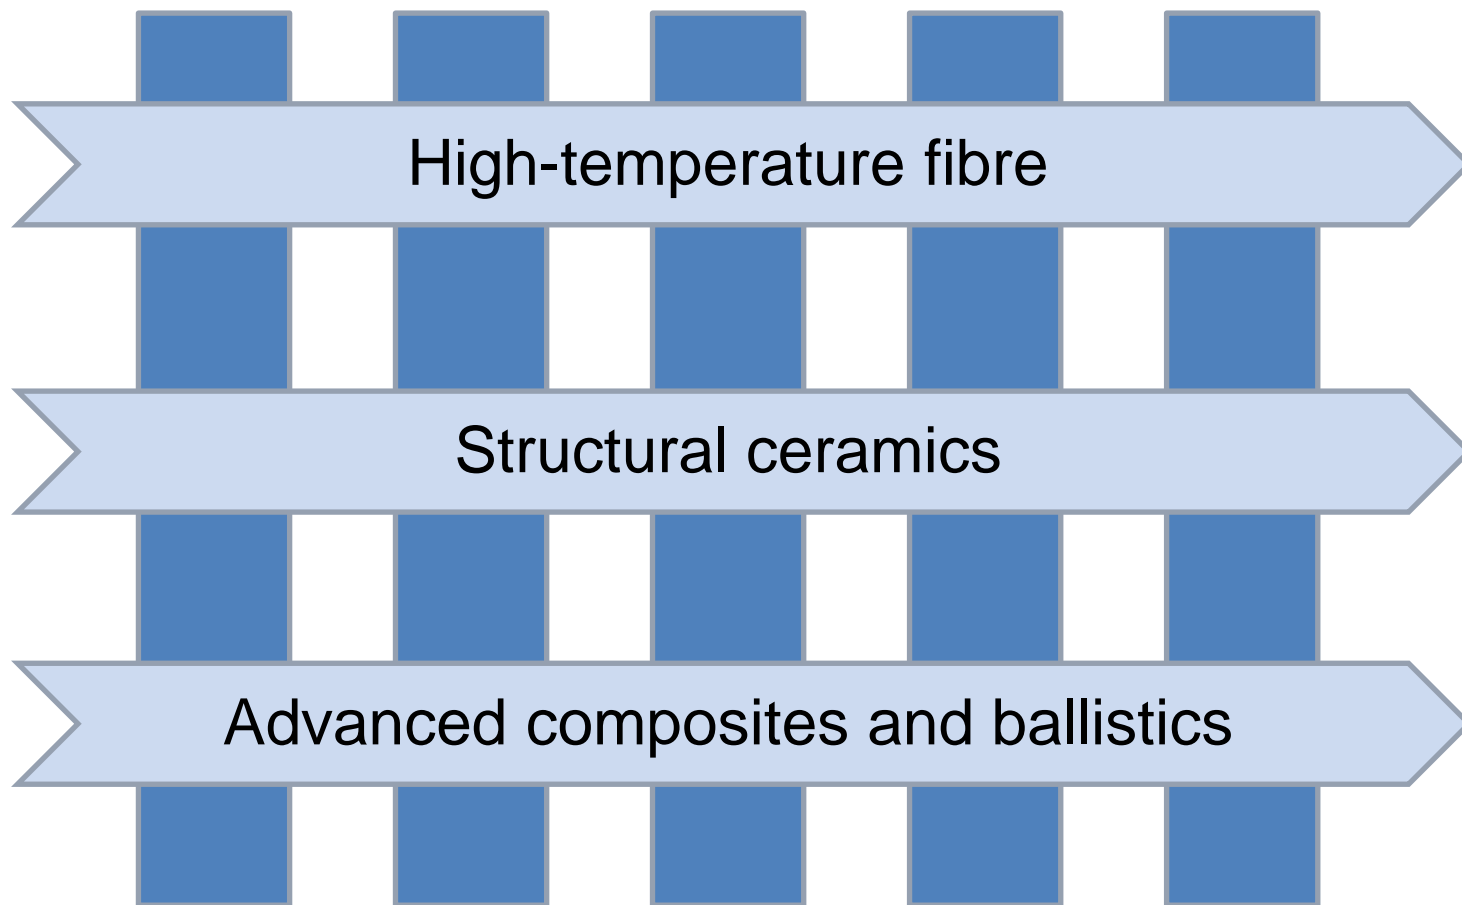 High-temperature fibre
Structural ceramics
Advanced composites and ballistics